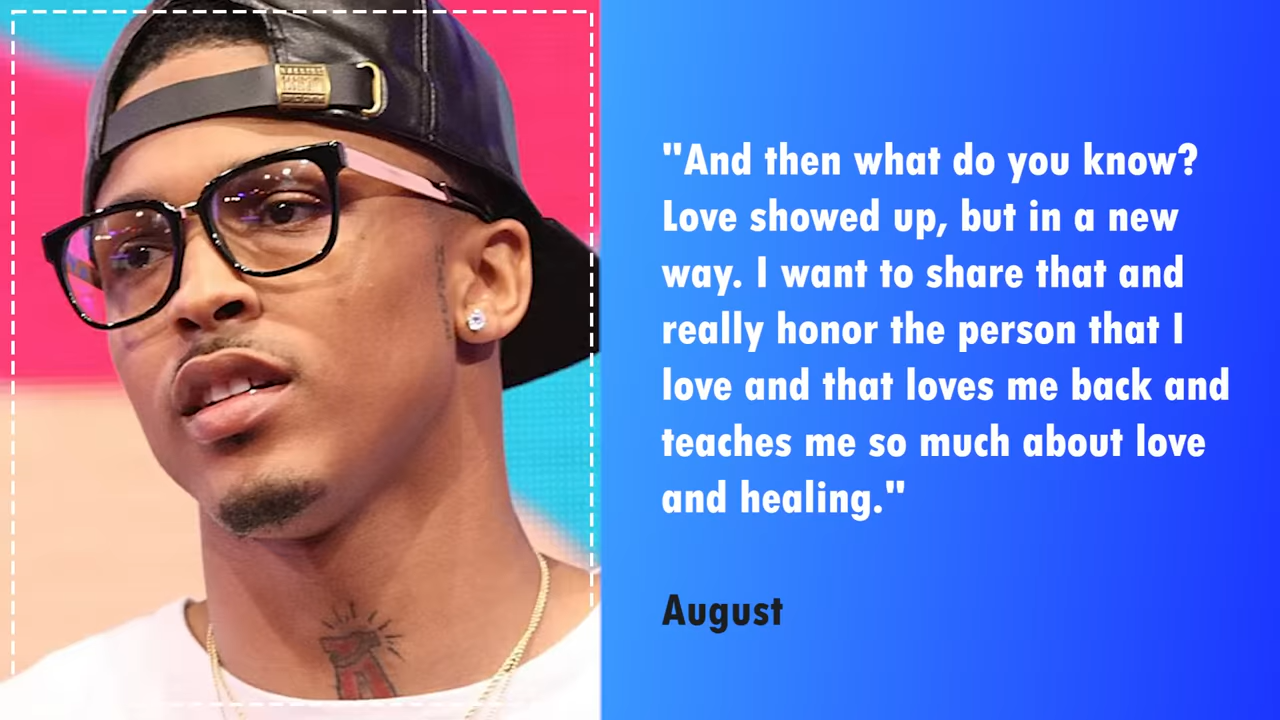 "And then what do you know?
Love showed up, but in a new
way. I want to share that and
really honor the person that I
love and that loves me back and
teaches me so much about love
and healing."
August